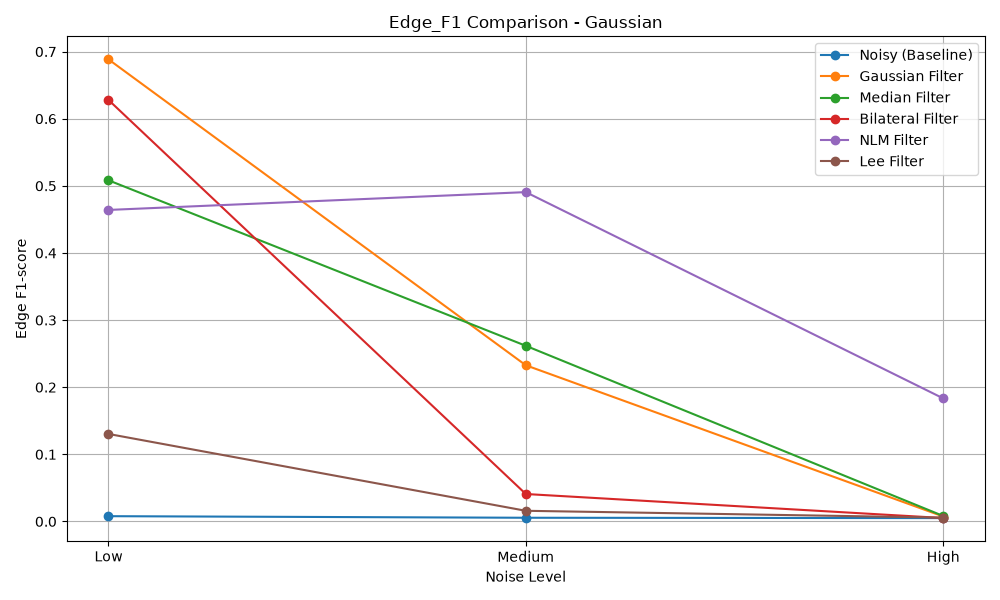 Edge_F1 Comparison - Gaussian
Noisy (Baseline)
Gaussian Filter
Median Filter
Bilateral Filter
NLM Filter
Lee Filter
Edge F1-score
0.7
0.6
0.5
0.4
0.3
0.2
0.1
0.0
Low
Medium
High
Noise Level